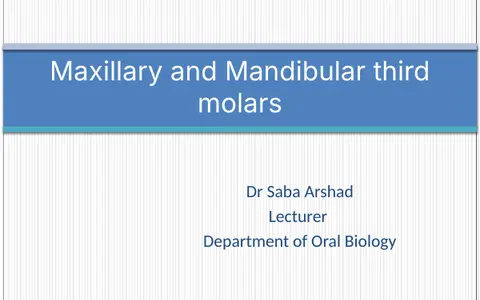 Maxillary and Mandibular third
molars
Dr Saba Arshad
Lecturer
Department of Oral Biology